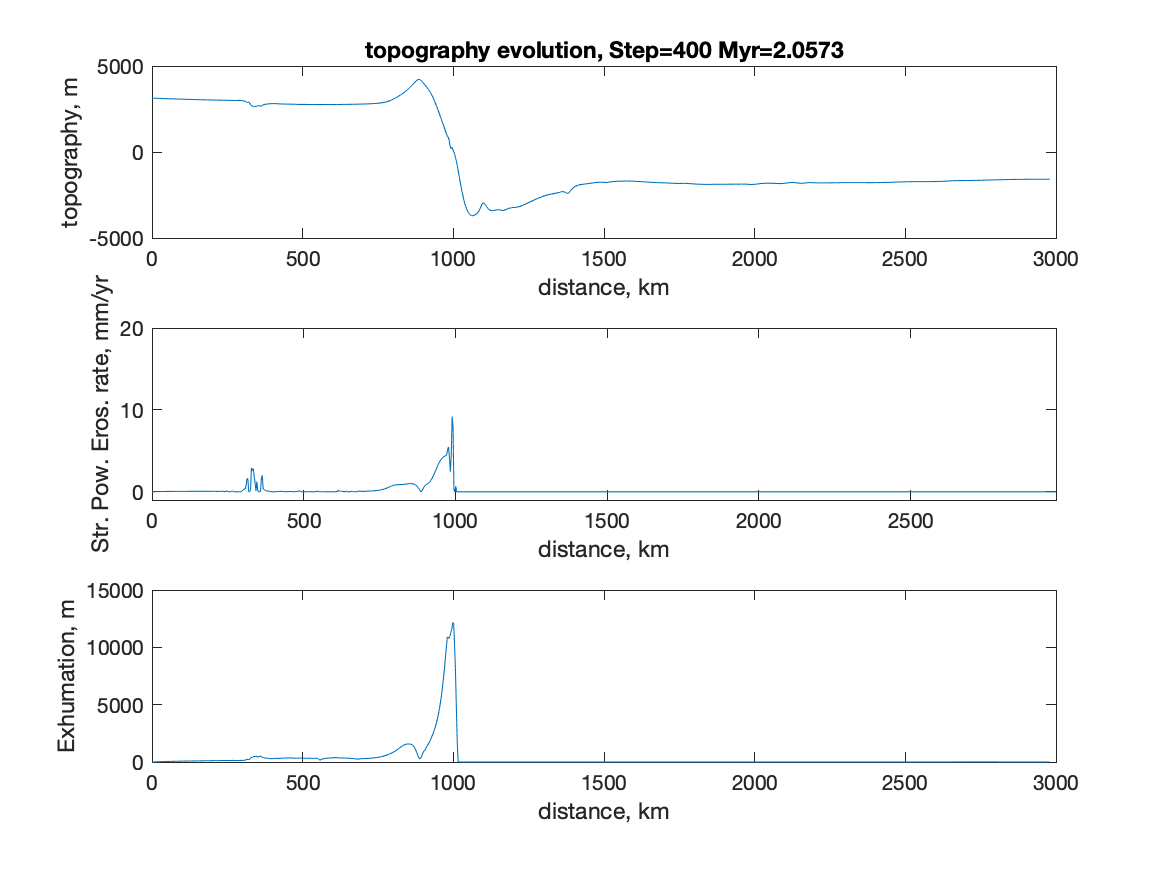 topography evolution, Step=400 Myr=2.0573
topography, m
5000
0
-5000
0 500 1000 1500 2000 2500 3000
distance, km
Str. Pow. Eros. rate, mm/yr
20
10
0
0 500 1000 1500 2000 2500
distance, km
Exhumation, m
15000
10000
5000
0
0 500 1000 1500 2000 2500 3000
distance, km